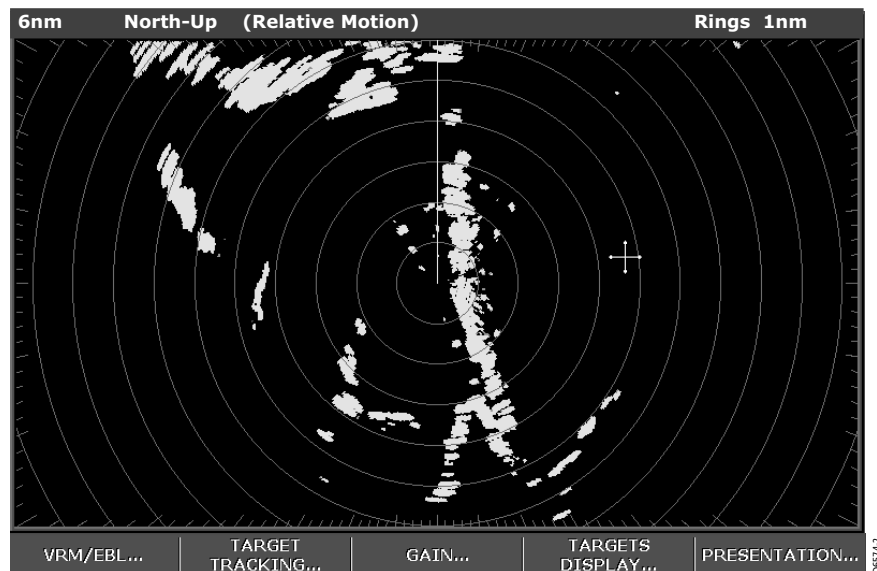 6nm North-Up (Relative Motion) Rings 1nm
VRM/EBL...
TARGET
TRACKING...
GAIN...
TARGETS
DISPLAY...
PRESENTATION...